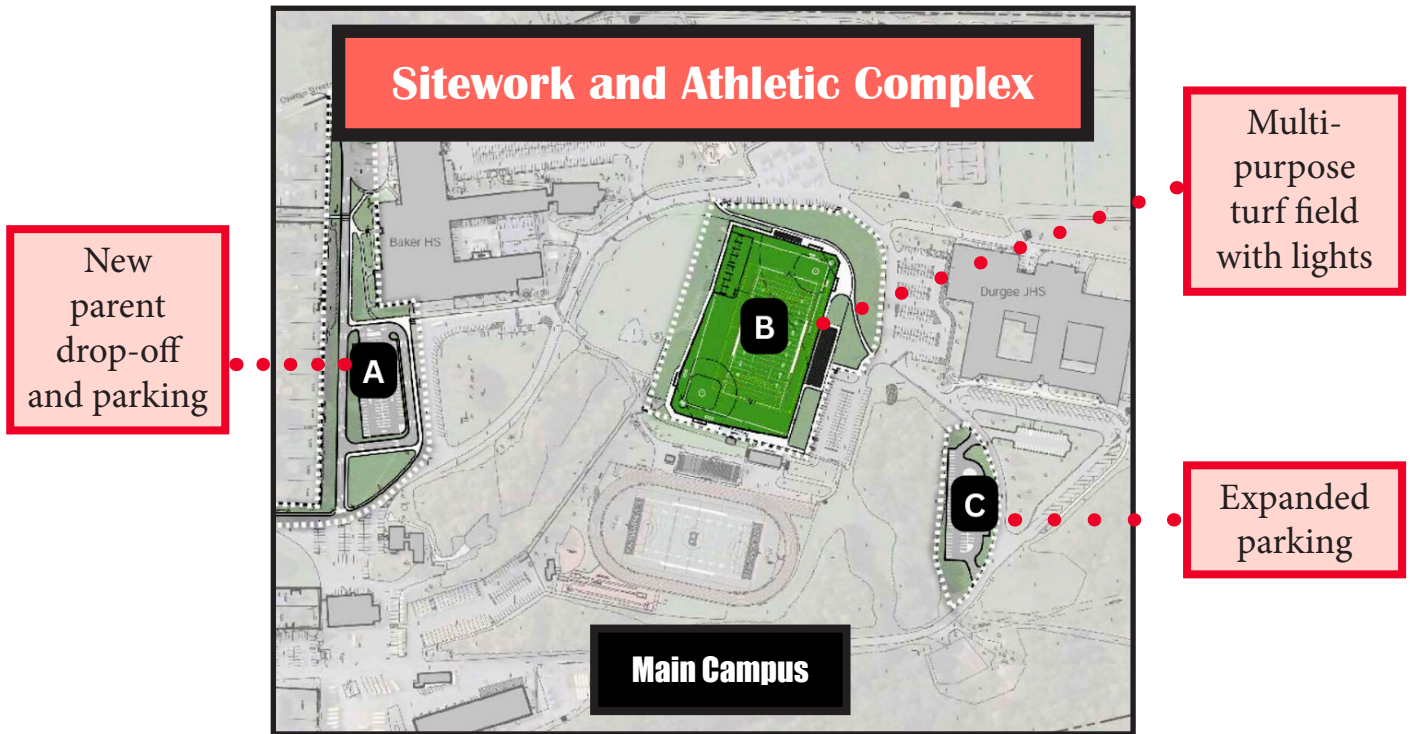 Sitework and Athletic Complex
Multi-
purpose
turf field
with lights
Baker HS
Durgee JHS
New
parent
drop-off
and parking
A
B
C
Expanded
parking
Main Campus